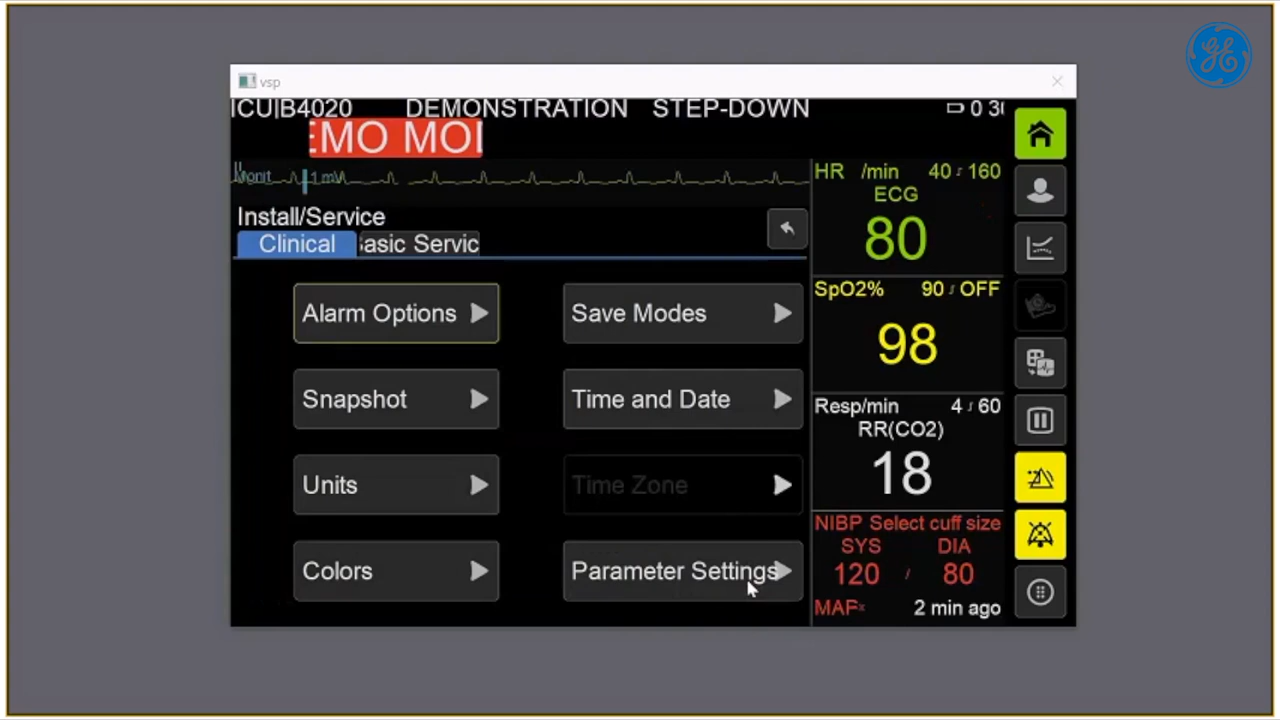 vsp
ICU|B4020 DEMONSTRATION STEP-DOWN 0 3
EMO MO
Monit 1 mV
HR /min 40 160
ECG
80
Install/Service
Clinical asic Servic
SpO2% 90 OFF
98
Alarm Options Save Modes
Snapshot Time and Date
Resp/min 4 60
RR(CO2)
18
Units Time Zone
NIBP Select cuff size
SYS DIA
120 / 80
Colors Parameter Settings
MAP 2 min ago